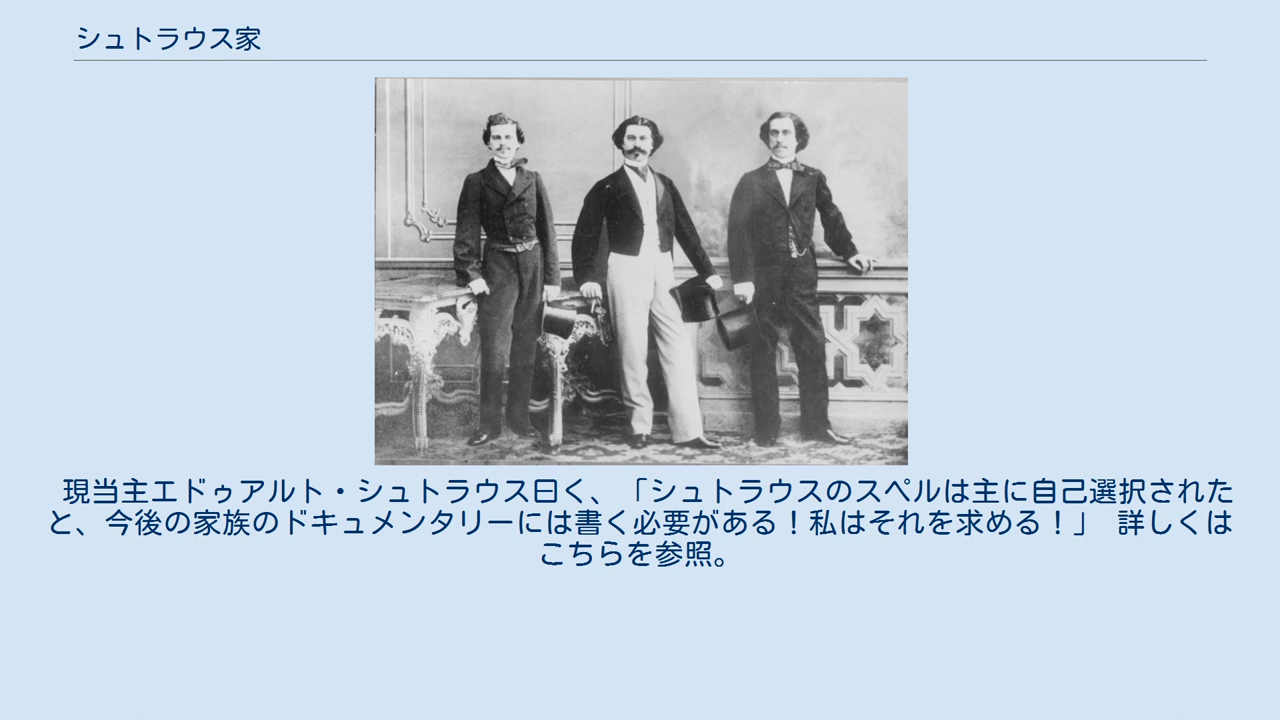 シュトラウス家
現当主エドゥアルト・シュトラウス曰く、「シュトラウスのスペルは主に自己選択された
と、今後の家族のドキュメンタリーには書く必要がある！私はそれを求める！」 詳しくは
こちらを参照。